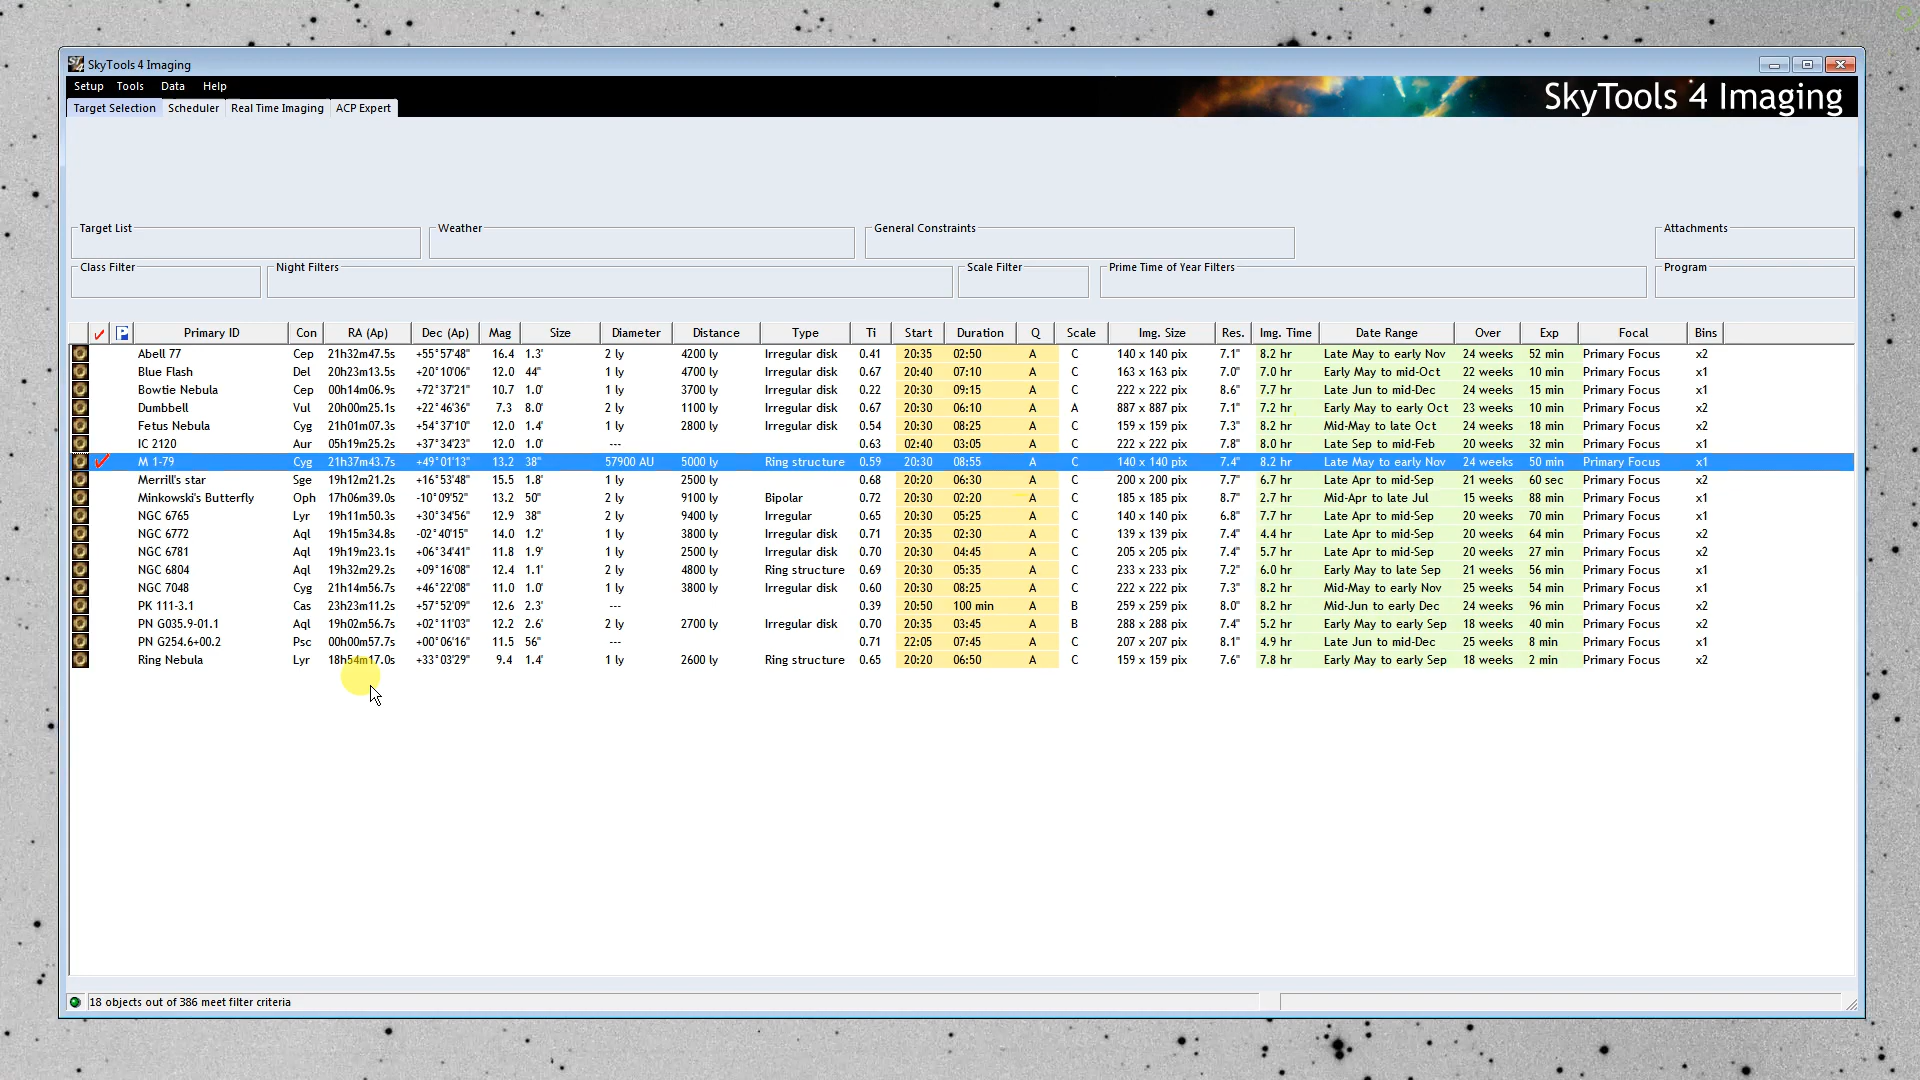 SkyTools 4 Imaging
Setup Tools Data Help
SkyTools 4 Imaging
Target Selection Scheduler Real Time Imaging ACP Expert
Target List Weather General Constraints Attachments
Class Filter Night Filters Scale Filter Prime Time of Year Filters Program
Primary ID Con RA (Ap) Dec (Ap) Mag Size Diameter Distance Type Ti Start Duration Q Scale Img. Size Res. Img. Time Date Range Over Exp Focal Bins
Abell 77 Cep 21h32m47.5s +55°57'48" 16.4 1.3' 2 ly 4200 ly Irregular disk 0.41 20:35 02:50 A C 140 x 140 pix 7.1" 8.2 hr Late May to early Nov 24 weeks 52 min Primary Focus x2
Blue Flash Del 20h23m13.5s +20°10'06" 12.0 44" 1 ly 4700 ly Irregular disk 0.67 20:40 07:10 A C 163 x 163 pix 7.0" 7.0 hr Early May to mid-Oct 22 weeks 10 min Primary Focus x1
Bowtie Nebula Cep 00h14m06.9s +72°37'21" 10.7 1.0' 1 ly 3700 ly Irregular disk 0.22 20:30 09:15 A C 222 x 222 pix 8.6" 7.7 hr Late Jun to mid-Dec 24 weeks 15 min Primary Focus x1
Dumbbell Vul 20h00m25.1s +22°46'36" 7.3 8.0' 2 ly 1100 ly Irregular disk 0.67 20:30 06:10 A A 887 x 887 pix 7.1" 7.2 hr Early May to early Oct 23 weeks 10 min Primary Focus x2
Fetus Nebula Cyg 21h01m07.3s +54°37'10" 12.0 1.4' 1 ly 2800 ly Irregular disk 0.54 20:30 08:25 A C 159 x 159 pix 7.3" 8.2 hr Mid-May to late Oct 24 weeks 18 min Primary Focus x2
IC 2120 Aur 05h19m25.2s +37°34'23" 12.0 1.0' --- 0.63 02:40 03:05 A C 222 x 222 pix 7.8" 8.0 hr Late Sep to mid-Feb 20 weeks 32 min Primary Focus x1
M 1-79 Cyg 21h37m43.7s +49°01'13" 13.2 38" 57900 AU 5000 ly Ring structure 0.59 20:30 08:55 A C 140 x 140 pix 7.4" 8.2 hr Late May to early Nov 24 weeks 50 min Primary Focus x1
Merrill's star Sge 19h12m21.2s +16°53'48" 15.5 1.8' 1 ly 2500 ly 0.68 20:20 06:30 A C 200 x 200 pix 7.7" 6.7 hr Late Apr to mid-Sep 21 weeks 60 sec Primary Focus x2
Minkowski's Butterfly Oph 17h06m39.0s -10°09'52" 13.2 50" 2 ly 9100 ly Bipolar 0.72 20:30 02:20 A C 185 x 185 pix 8.7" 2.7 hr Mid-Apr to late Jul 15 weeks 88 min Primary Focus x1
NGC 6765 Lyr 19h11m50.3s +30°34'56" 12.9 38" 2 ly 9400 ly Irregular 0.65 20:30 05:25 A C 140 x 140 pix 6.8" 7.7 hr Late Apr to mid-Sep 20 weeks 70 min Primary Focus x1
NGC 6772 Aql 19h15m34.8s -02°40'15" 14.0 1.2' 1 ly 3800 ly Irregular disk 0.71 20:35 02:30 A C 139 x 139 pix 7.4" 4.4 hr Late Apr to mid-Sep 20 weeks 64 min Primary Focus x2
NGC 6781 Aql 19h19m23.1s +06°34'41" 11.8 1.9' 1 ly 2500 ly Irregular disk 0.70 20:30 04:45 A C 205 x 205 pix 7.4" 5.7 hr Late Apr to mid-Sep 20 weeks 27 min Primary Focus x2
NGC 6804 Aql 19h32m29.2s +09°16'08" 12.4 1.1' 2 ly 4800 ly Ring structure 0.69 20:30 05:35 A C 233 x 233 pix 7.2" 6.0 hr Early May to late Sep 21 weeks 56 min Primary Focus x1
NGC 7048 Cyg 21h14m56.7s +46°22'08" 11.0 1.0' 1 ly 3800 ly Irregular disk 0.60 20:30 08:25 A C 222 x 222 pix 7.3" 8.2 hr Mid-May to early Nov 25 weeks 54 min Primary Focus x1
PK 111-3.1 Cas 23h23m11.2s +57°52'09" 12.6 2.3' --- 0.39 20:50 100 min A B 259 x 259 pix 8.0" 8.2 hr Mid-Jun to early Dec 24 weeks 96 min Primary Focus x2
PN G035.9-01.1 Aql 19h02m56.7s +02°11'03" 12.2 2.6' 2 ly 2700 ly Irregular disk 0.70 20:35 03:45 A B 288 x 288 pix 7.4" 5.2 hr Early May to early Sep 18 weeks 40 min Primary Focus x2
PN G254.6+00.2 Psc 00h00m57.7s +00°06'16" 11.5 56" --- 0.71 22:05 07:45 A C 207 x 207 pix 8.1" 4.9 hr Late Jun to mid-Dec 25 weeks 8 min Primary Focus x1
Ring Nebula Lyr 18h54m17.0s +33°03'29" 9.4 1.4' 1 ly 2600 ly Ring structure 0.65 20:20 06:50 A C 159 x 159 pix 7.6" 7.8 hr Early May to early Sep 18 weeks 2 min Primary Focus x2
18 objects out of 386 meet filter criteria